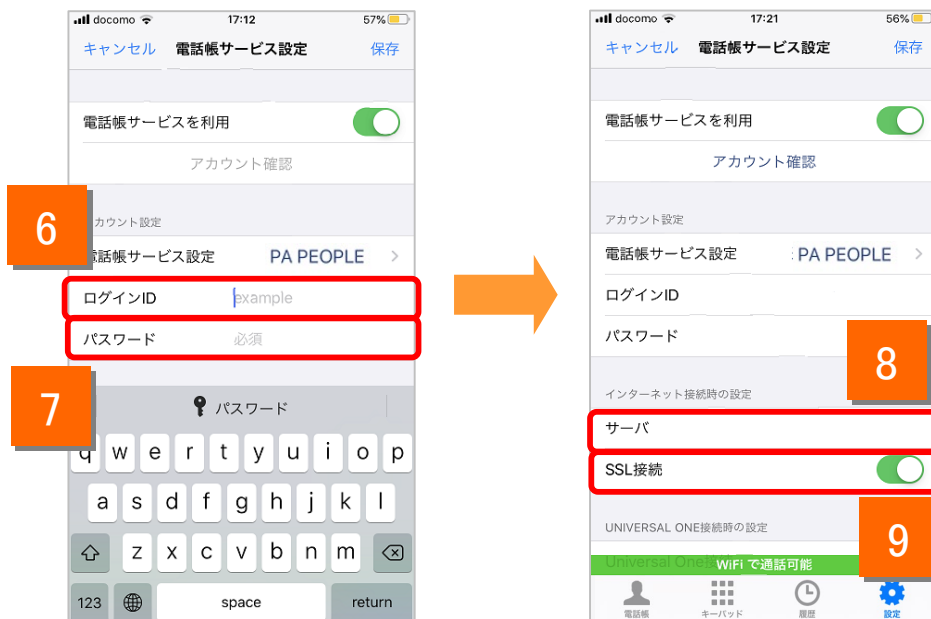 docomo 17:12 57%
キャンセル 電話帳サービス設定 保存
電話帳サービスを利用
アカウント確認
6
カウント設定
電話帳サービス設定 PA PEOPLE
ログインID example
パスワード 必須
7
パスワード
q w e r t y u i o p
a s d f g h j k l
z x c v b n m
123 space return
docomo 17:21 56%
キャンセル 電話帳サービス設定 保存
電話帳サービスを利用
アカウント確認
アカウント設定
電話帳サービス設定 PA PEOPLE
ログインID
パスワード
8
インターネット接続時の設定
サーバ
SSL接続
UNIVERSAL ONE接続時の設定
9
Universal One接
WiFi で通話可能
電話帳 キーパッド 履歴 設定